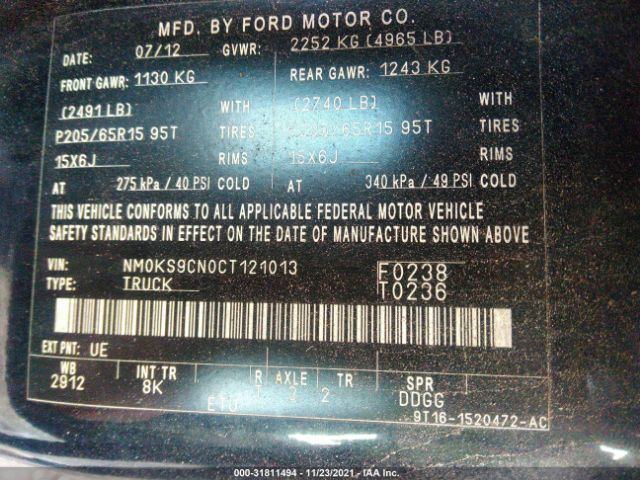 MFD. BY FORD MOTOR CO.
DATE: 07/12 GVWR: 2252 KG (4965 LB)
FRONT GAWR: 1130 KG REAR GAWR: 1243 KG
(2491 LB) WITH (2740 LB) WITH
P205/65R15 95T TIRES 65R15 95T TIRES
15X6J RIMS 15X6J RIMS
AT 275 kPa / 40 PSI COLD AT 340 kPa / 49 PSI COLD
THIS VEHICLE CONFORMS TO ALL APPLICABLE FEDERAL MOTOR VEHICLE
SAFETY STANDARDS IN EFFECT ON THE DATE OF MANUFACTURE SHOWN ABOVE
VIN: NM0KS9CN0CT121013 F0238
TYPE: TRUCK T0236
EXT PNT: UE
WB INT TR R AXLE TR SPR
2912 8K 2 DDGG
9T16-1520472-AC
000-31811494 - 11/23/2021 - IAA Inc.